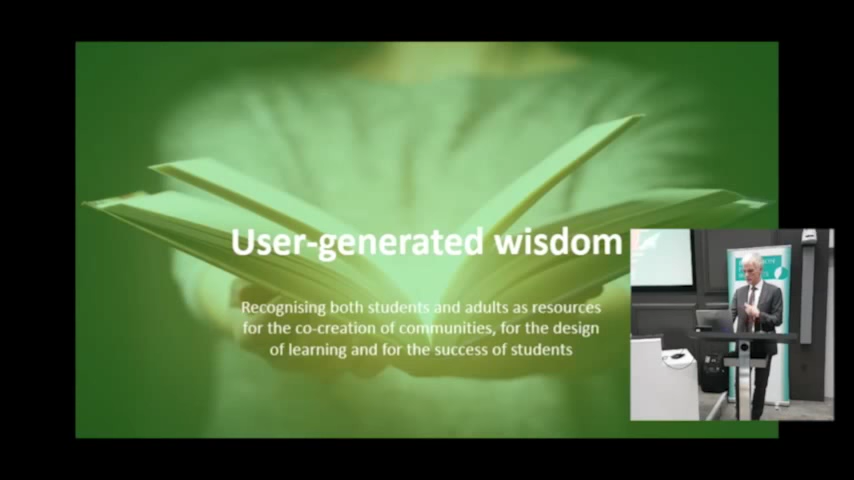 User-generated wisdom
Recognising both students and adults as resources
for the co-creation of communities, for the design
of learning and for the success of students